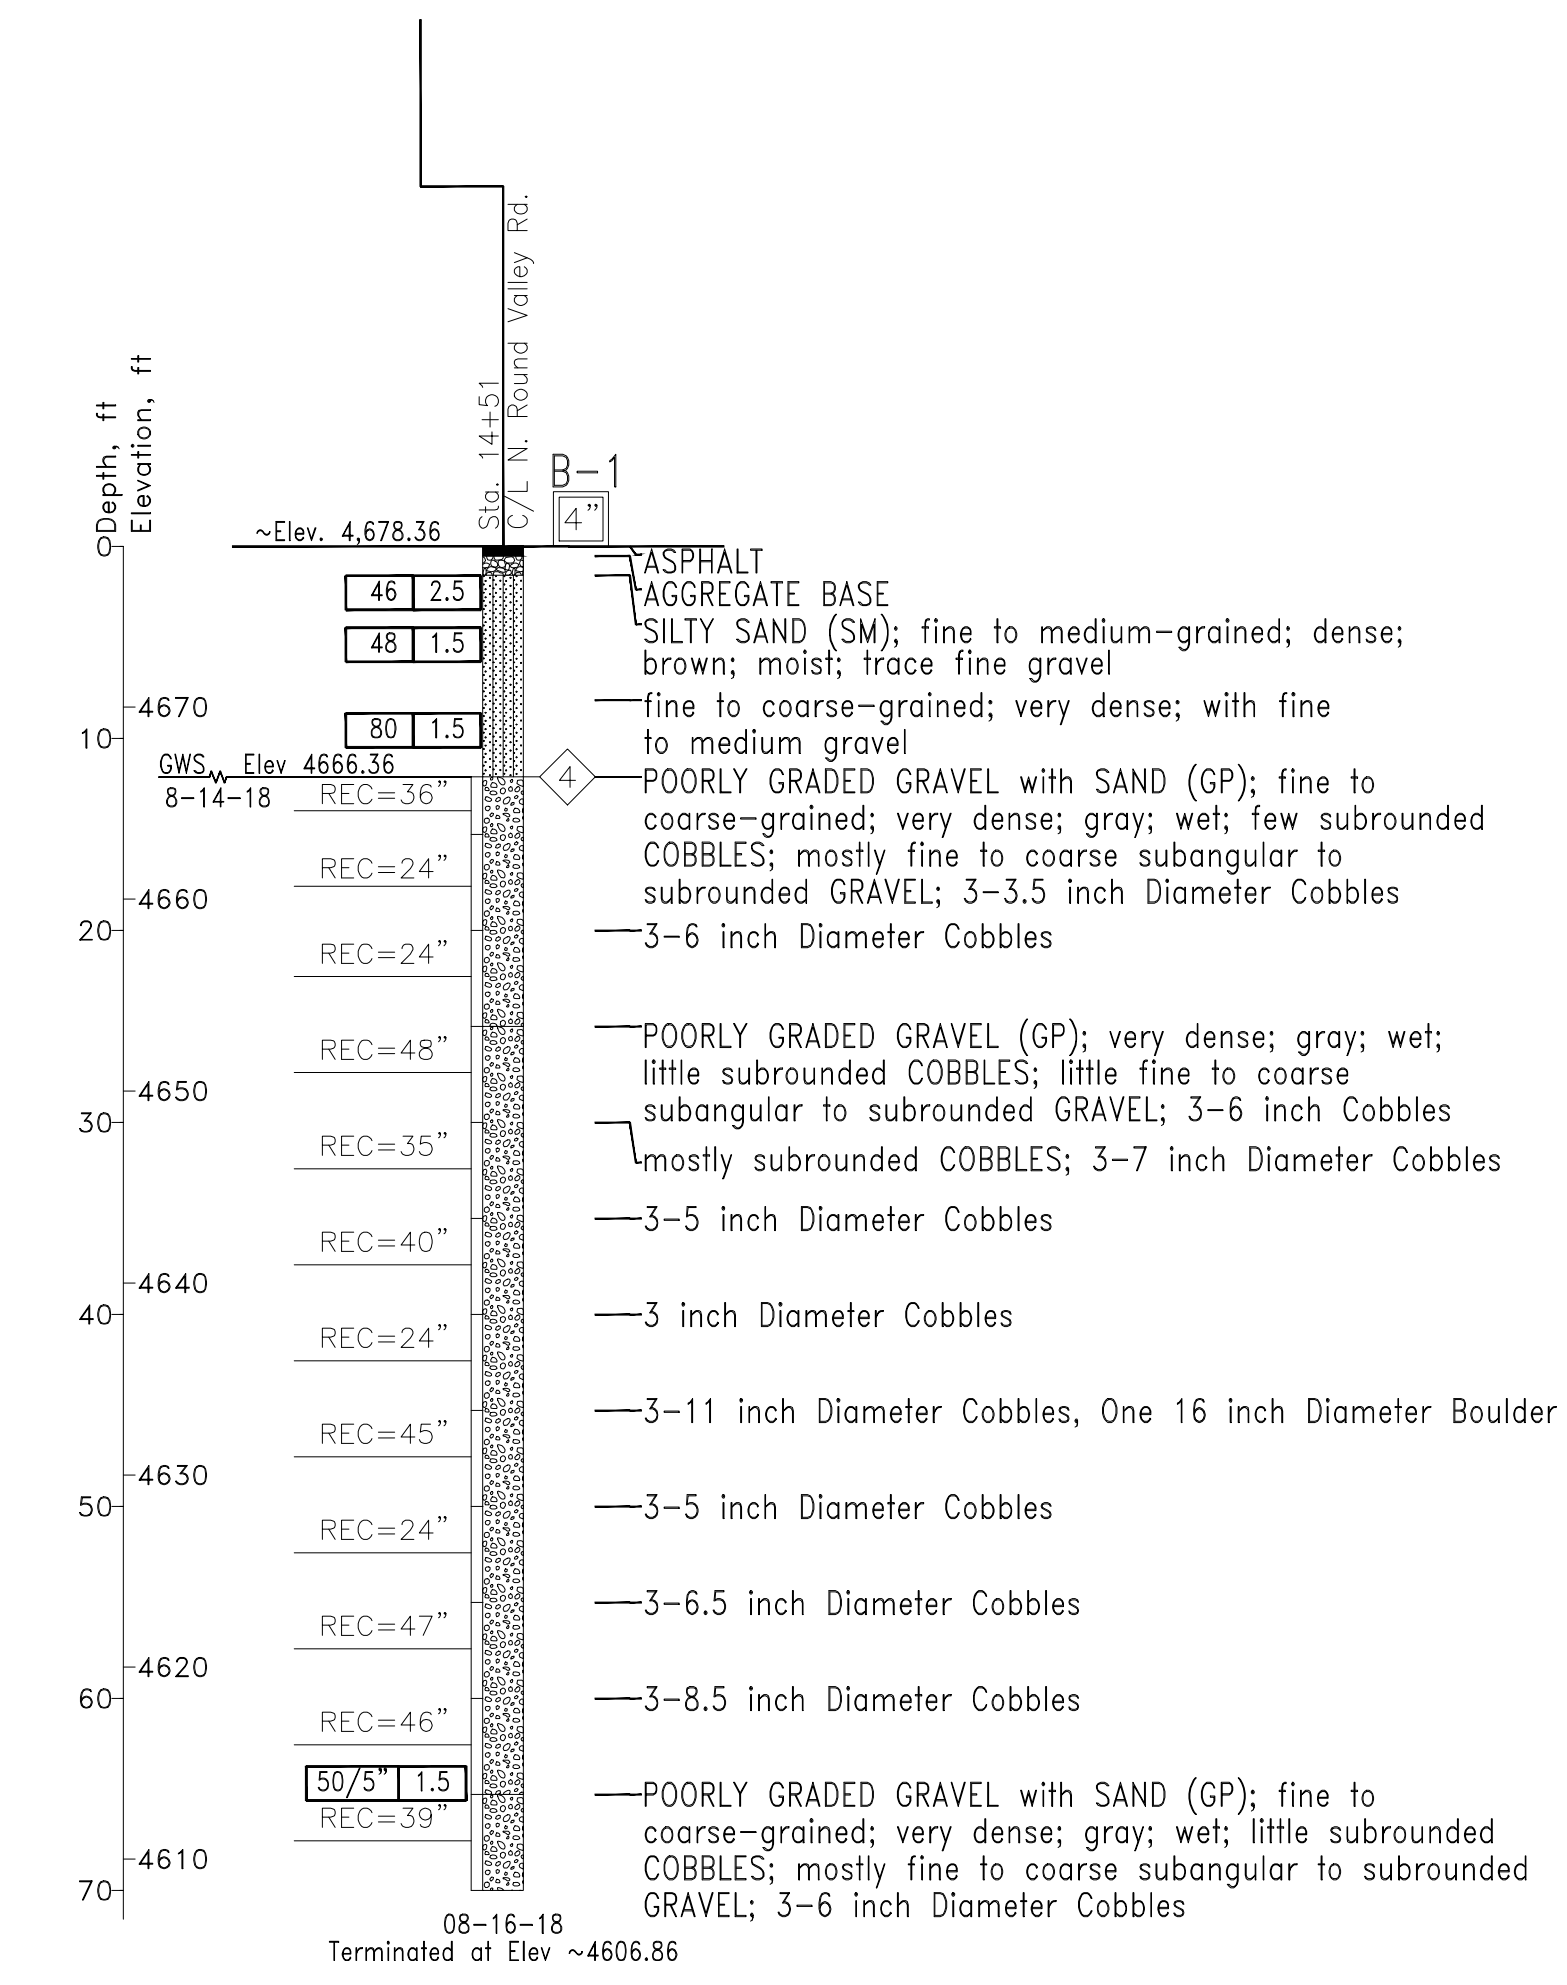 Depth, ft
Elevation, ft
Sta. 14+51
C/L N. Round Valley Rd.
B-1
4"
~Elev. 4,678.36
0
ASPHALT
AGGREGATE BASE
46 2.5
SILTY SAND (SM); fine to medium-grained; dense;
brown; moist; trace fine gravel
48 1.5
4670
fine to coarse-grained; very dense; with fine
to medium gravel
80 1.5
10
GWS Elev 4666.36
8-14-18
4
REC=36"
POORLY GRADED GRAVEL with SAND (GP); fine to
coarse-grained; very dense; gray; wet; few subrounded
COBBLES; mostly fine to coarse subangular to
subrounded GRAVEL; 3-3.5 inch Diameter Cobbles
REC=24"
4660
20
3-6 inch Diameter Cobbles
REC=24"
POORLY GRADED GRAVEL (GP); very dense; gray; wet;
little subrounded COBBLES; little fine to coarse
subangular to subrounded GRAVEL; 3-6 inch Cobbles
REC=48"
4650
30
REC=35"
mostly subrounded COBBLES; 3-7 inch Diameter Cobbles
3-5 inch Diameter Cobbles
REC=40"
4640
40
3 inch Diameter Cobbles
REC=24"
3-11 inch Diameter Cobbles, One 16 inch Diameter Boulder
REC=45"
4630
50
3-5 inch Diameter Cobbles
REC=24"
3-6.5 inch Diameter Cobbles
REC=47"
4620
60
3-8.5 inch Diameter Cobbles
REC=46"
50/5" 1.5
REC=39"
POORLY GRADED GRAVEL with SAND (GP); fine to
coarse-grained; very dense; gray; wet; little subrounded
COBBLES; mostly fine to coarse subangular to subrounded
GRAVEL; 3-6 inch Diameter Cobbles
4610
70
08-16-18
Terminated at Elev ~4606.86